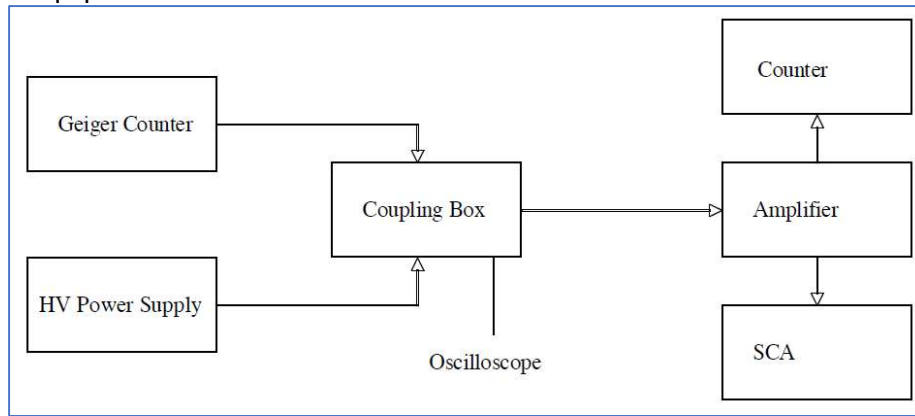 Counter
Geiger Counter
Coupling Box
Amplifier
HV Power Supply
Oscilloscope
SCA